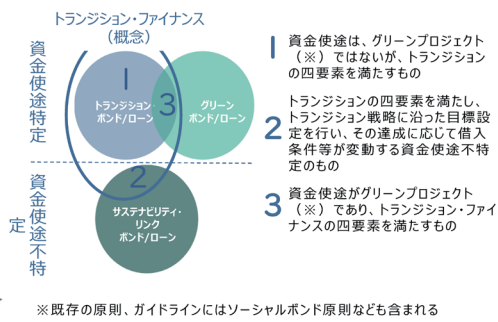 トランジション・ファイナンス
（概念）
資金使途特定
1
トランジション・
ボンド/ローン
3
グリーン
ボンド/ローン
資金使途不特定
2
サステナビリティ・
リンク
ボンド/ローン
1
資金使途は、グリーンプロジェクト
（※）ではないが、トランジション
の四要素を満たすもの
2
トランジションの四要素を満たし、
トランジション戦略に沿った目標設
定を行い、その達成に応じて借入
条件等が変動する資金使途不特
定のもの
3
資金使途がグリーンプロジェクト
（※）であり、トランジション・ファイ
ナンスの四要素を満たすもの
※既存の原則、ガイドラインにはソーシャルボンド原則なども含まれる